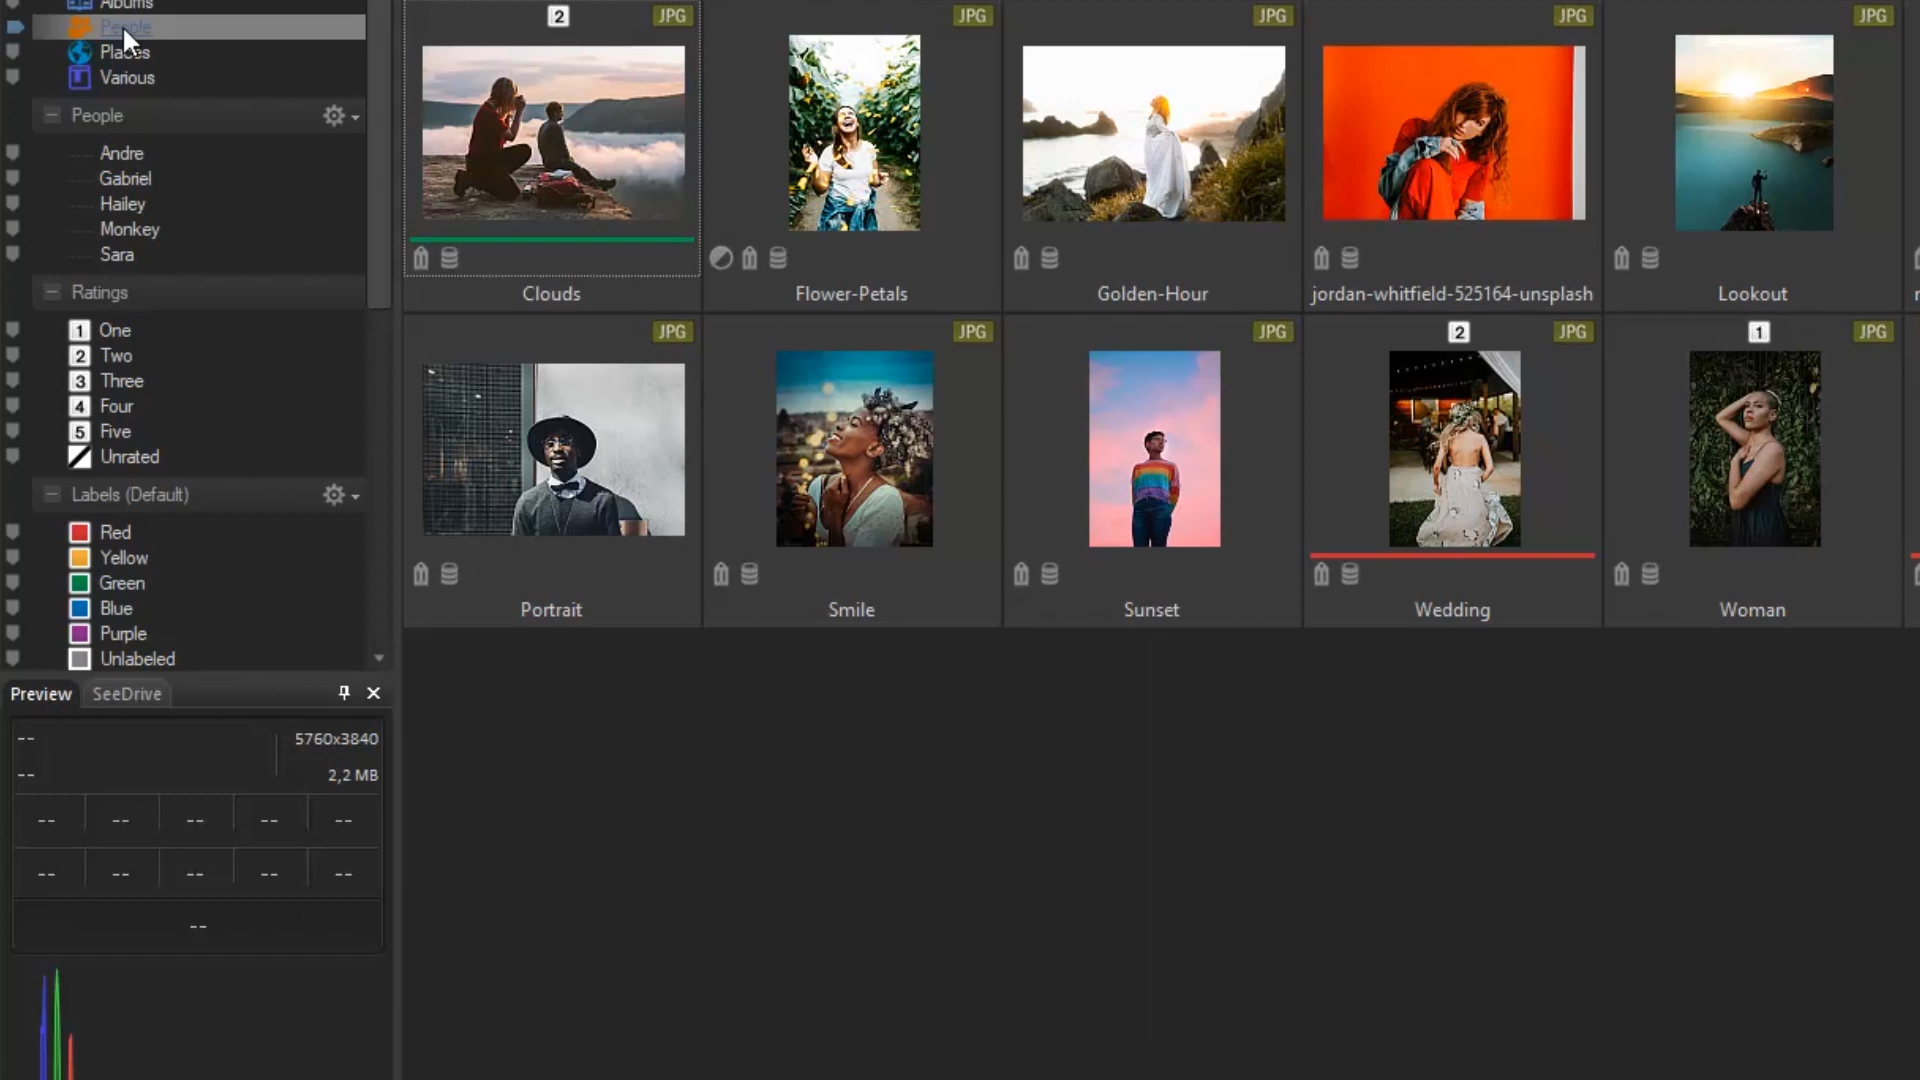 Albums
People
Places
Various
People
Andre
Gabriel
Hailey
Monkey
Sara
Ratings
1 One
2 Two
3 Three
4 Four
5 Five
Unrated
Labels (Default)
Red
Yellow
Green
Blue
Purple
Unlabeled
Preview SeeDrive
-- 5760x3840
-- 2,2 MB
-- -- -- -- --
-- -- -- -- --
--
2 JPG JPG JPG JPG JPG
Clouds Flower-Petals Golden-Hour jordan-whitfield-525164-unsplash Lookout
JPG JPG JPG 2 JPG 1 JPG
Portrait Smile Sunset Wedding Woman